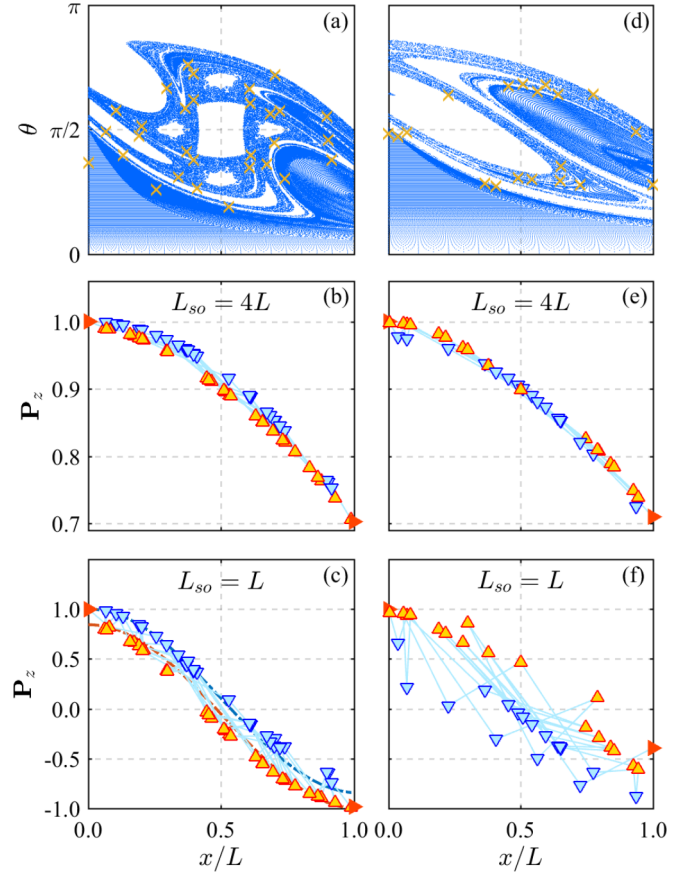 (a)
π
θ
π/2
0
(d)
L_so = 4L
(b)
1.0
0.9
P_z
0.8
0.7
L_so = 4L
(e)
L_so = L
(c)
1.0
0.5
P_z
0.0
-0.5
-1.0
0.0
0.5
1.0
x/L
L_so = L
(f)
0.0
0.5
1.0
x/L